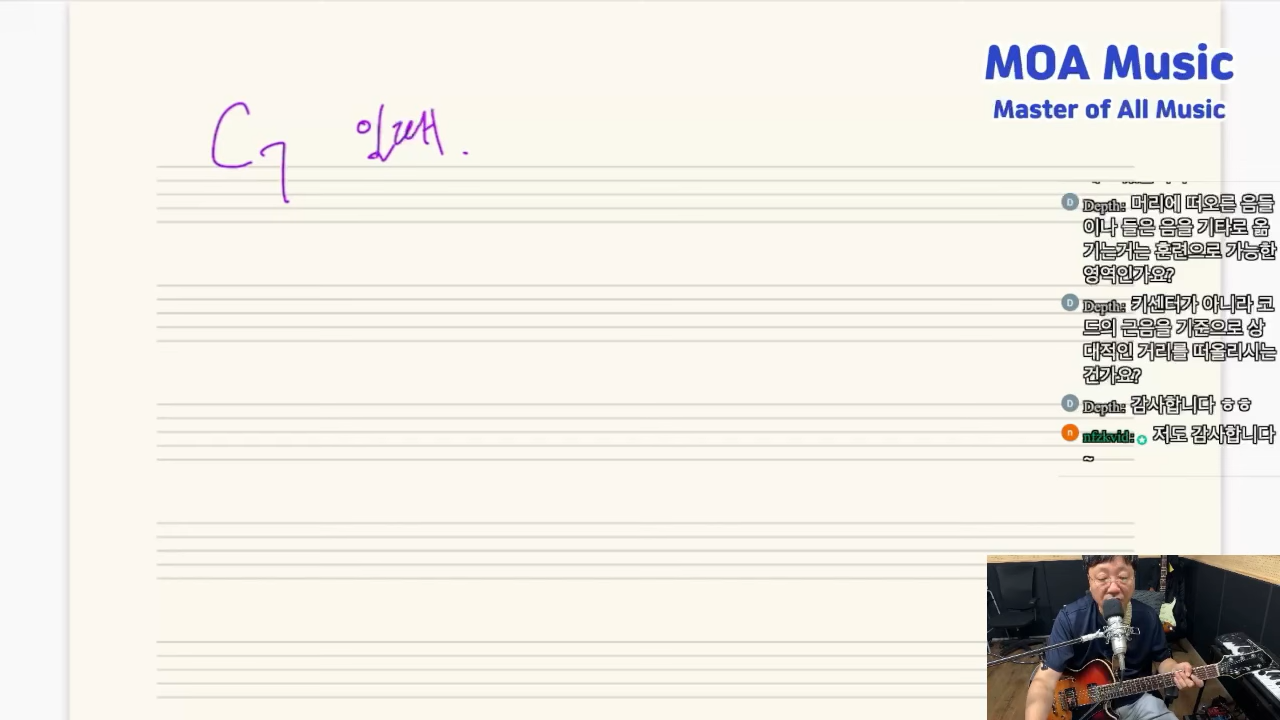 MOA Music
Master of All Music
C7 일때.
Depth: 머리에 떠오른 음들
이나 들은 음을 기타로 옮
기는거는 훈련으로 가능한
영역인가요?
Depth: 키센터가 아니라 코
드의 근음을 기준으로 상
대적인 거리를 떠올리시는
건가요?
Depth: 감사합니다 ㅎㅎ
nfzkvid: 저도 감사합니다
~